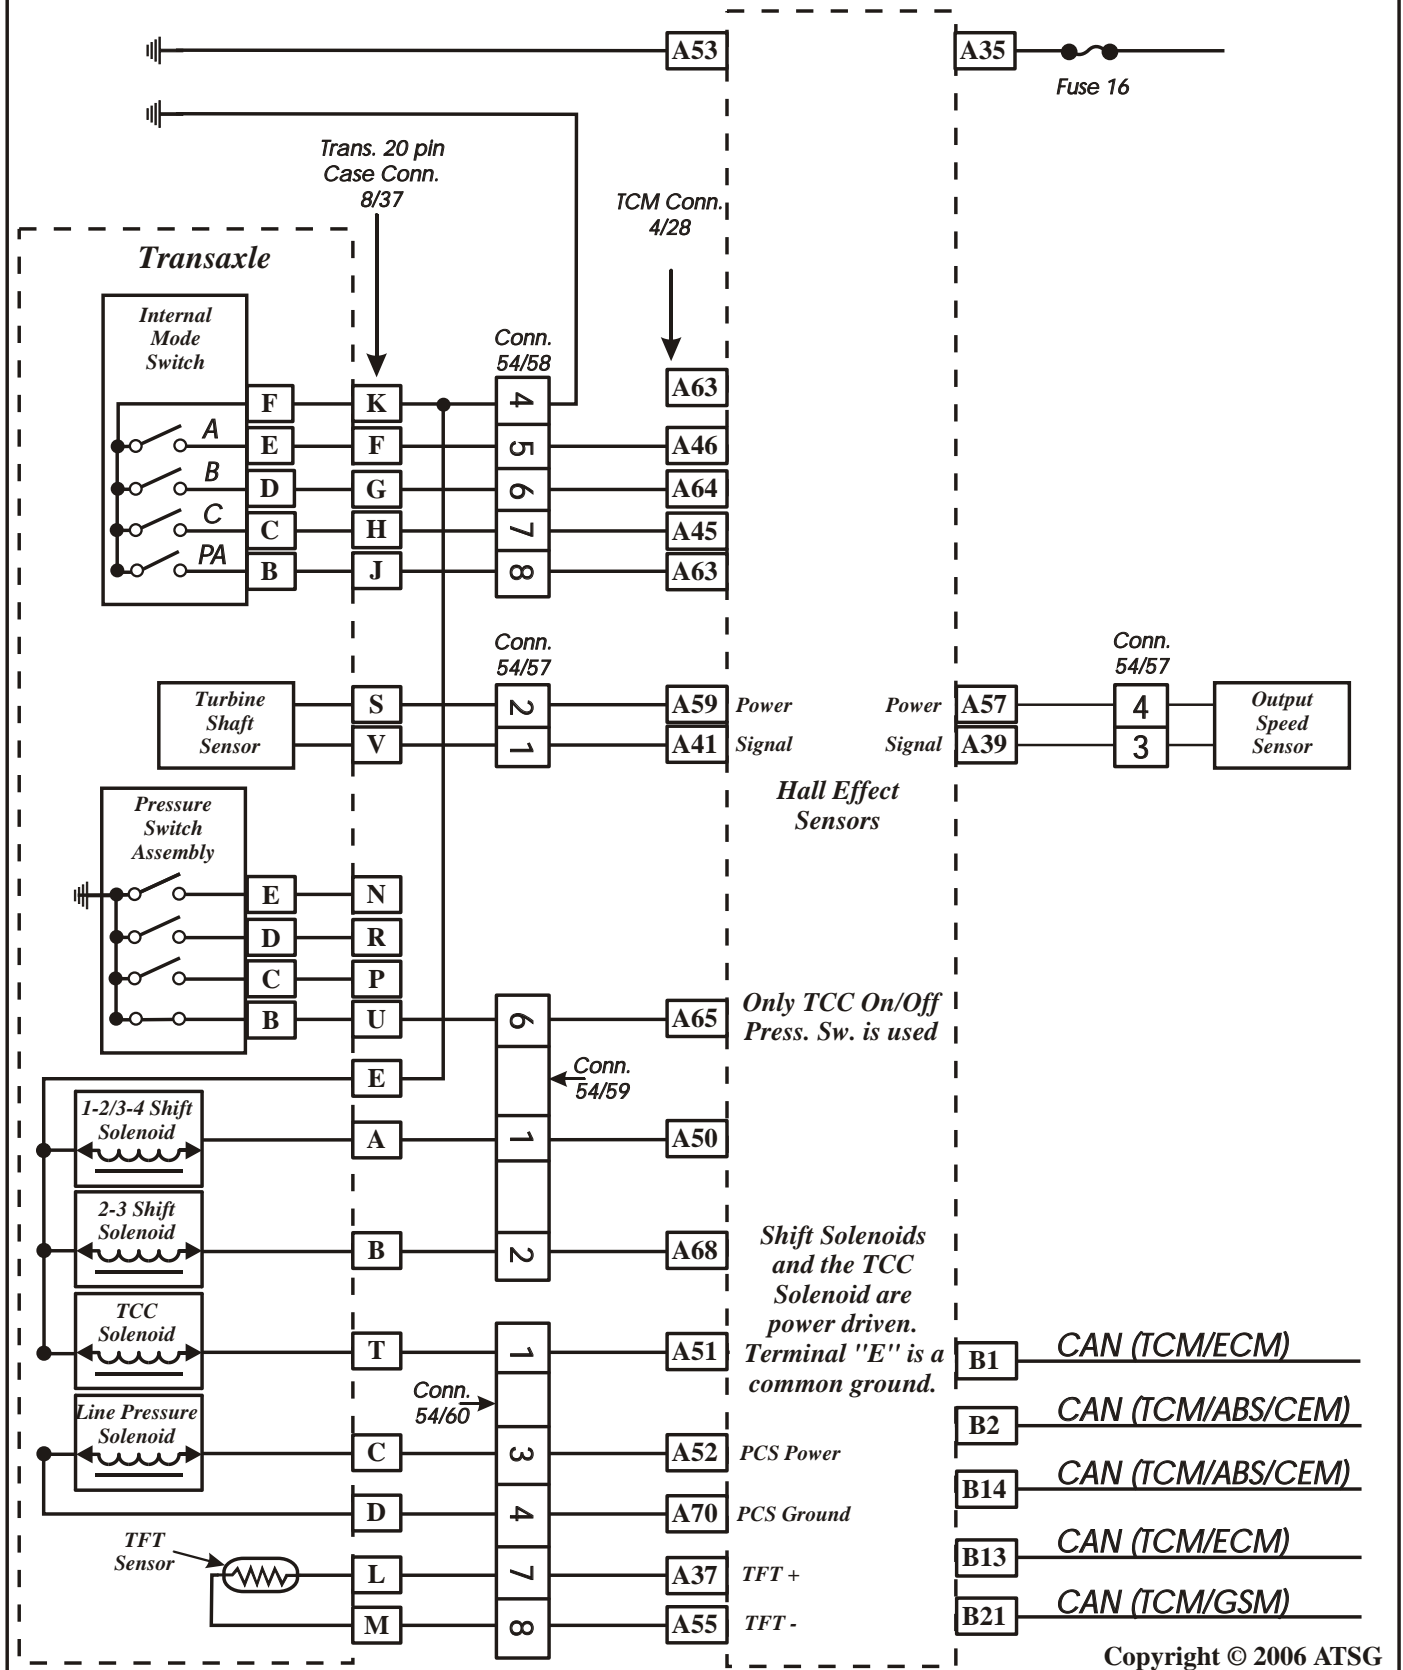 A53
A35
Fuse 16
Trans. 20 pin
Case Conn.
8/37
TCM Conn.
4/28
Transaxle
Internal
Mode
Switch
Conn.
54/58
A63
F K 4
A E F 5 A46
B D G 6 A64
C C H 7 A45
PA B J 8 A63
Conn.
54/57
Conn.
54/57
Turbine
Shaft
Sensor
S 2 A59 Power
V 1 A41 Signal
Power A57 4
Signal A39 3
Output
Speed
Sensor
Hall Effect
Sensors
Pressure
Switch
Assembly
E N
D R
C P
B U 6 A65
Only TCC On/Off
Press. Sw. is used
E
Conn.
54/59
1-2/3-4 Shift
Solenoid
A 1 A50
2-3 Shift
Solenoid
B 2 A68
Shift Solenoids
and the TCC
Solenoid are
power driven.
Terminal "E" is a
common ground.
TCC
Solenoid
T 1 A51
Conn.
54/60
Line Pressure
Solenoid
C 3 A52 PCS Power
D 4 A70 PCS Ground
TFT
Sensor
L 7 A37 TFT +
M 8 A55 TFT -
B1 CAN (TCM/ECM)
B2 CAN (TCM/ABS/CEM)
B14 CAN (TCM/ABS/CEM)
B13 CAN (TCM/ECM)
B21 CAN (TCM/GSM)
Copyright © 2006 ATSG